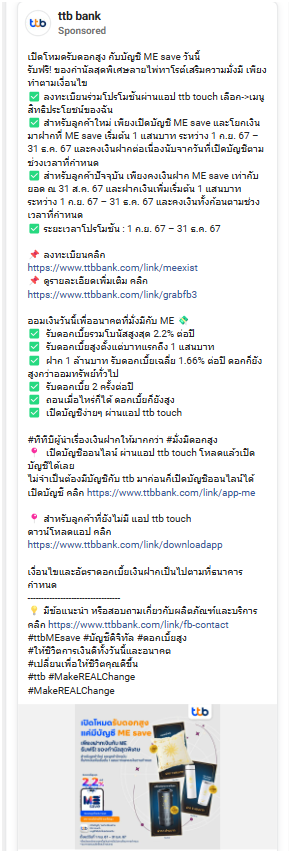 ttb bank
Sponsored
เปิดโหมดรับดอกสูง กับบัญชี ME save วันนี้
รับฟรี! ของกำนัลสุดพิเศษลายไพ่ทาโรต์เสริมความมั่งมี เพียง
ทำตามเงื่อนไข
✅ ลงทะเบียนร่วมโปรโมชันผ่านแอป ttb touch เลือก->เมนู
สิทธิประโยชน์ของฉัน
✅ สำหรับลูกค้าใหม่ เพียงเปิดบัญชี ME save และโยกเงิน
มาฝากที่ ME save เริ่มต้น 1 แสนบาท ระหว่าง 1 ก.ย. 67 –
31 ธ.ค. 67 และคงเงินฝากต่อเนื่องนับจากวันที่เปิดบัญชีตาม
ช่วงเวลาที่กำหนด
✅ สำหรับลูกค้าปัจจุบัน เพียงคงเงินฝาก ME save เท่ากับ
ยอด ณ 31 ส.ค. 67 และฝากเงินเพิ่มเริ่มต้น 1 แสนบาท
ระหว่าง 1 ก.ย. 67 – 31 ธ.ค. 67 และคงเงินทั้งก้อนตามช่วง
เวลาที่กำหนด
✅ ระยะเวลาโปรโมชัน : 1 ก.ย. 67 – 31 ธ.ค. 67
📌 ลงทะเบียนคลิก
https://www.ttbbank.com/link/meexist
📌 ดูรายละเอียดเพิ่มเติม คลิก
https://www.ttbbank.com/link/grabfb3
ออมเงินวันนี้เพื่ออนาคตที่มั่งมีกับ ME 💸
✅ รับดอกเบี้ยรวมโบนัสสูงสุด 2.2% ต่อปี
✅ รับดอกเบี้ยสูงตั้งแต่บาทแรกถึง 1 แสนบาท
✅ ฝาก 1 ล้านบาท รับดอกเบี้ยเฉลี่ย 1.66% ต่อปี ดอกก็ยัง
สูงกว่าออมทรัพย์ทั่วไป
✅ รับดอกเบี้ย 2 ครั้งต่อปี
✅ ถอนเมื่อไหร่ก็ได้ ดอกเบี้ยก็ยังสูง
✅ เปิดบัญชีง่ายๆ ผ่านแอป ttb touch
#ทีทีบีผู้นำเรื่องเงินฝากให้มากกว่า #มั่งมีดอกสูง
📍 เปิดบัญชีออนไลน์ ผ่านแอป ttb touch โหลดแล้วเปิด
บัญชีได้เลย
ไม่จำเป็นต้องมีบัญชีกับ ttb มาก่อนก็เปิดบัญชีออนไลน์ได้
เปิดบัญชี คลิก https://www.ttbbank.com/link/app-me
📍 สำหรับลูกค้าที่ยังไม่มี แอป ttb touch
ดาวน์โหลดแอป คลิก
https://www.ttbbank.com/link/downloadapp
เงื่อนไขและอัตราดอกเบี้ยเงินฝากเป็นไปตามที่ธนาคาร
กำหนด
-----------------------------
💡 มีข้อแนะนำ หรือสอบถามเกี่ยวกับผลิตภัณฑ์และบริการ
คลิก https://www.ttbbank.com/link/fb-contact
#ttbMEsave #บัญชีดิจิทัล #ดอกเบี้ยสูง
#ให้ชีวิตการเงินดีทั้งวันนี้และอนาคต
#เปลี่ยนเพื่อให้ชีวิตคุณดีขึ้น
#ttb #MakeREALChange
#MakeREALChange
ttb
เปิดโหมดรับดอกสูง
แค่มีบัญชี ME save
เพียงฝากเงินกับ ME
รับฟรี! ของกำนัลสุดพิเศษ
2.2%
ME
save